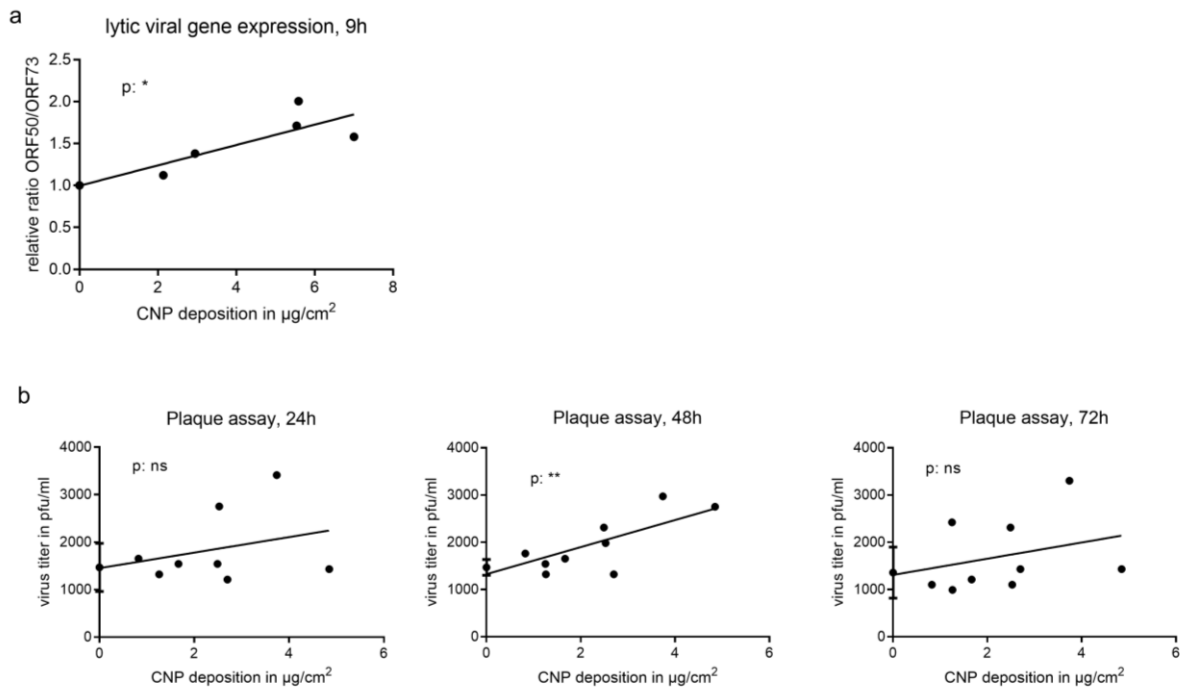 a
lytic viral gene expression, 9h
relative ratio ORF50/ORF73
2.5
2.0
1.5
1.0
0.5
0.0
p: *
0 2 4 6 8
CNP deposition in µg/cm²
b
Plaque assay, 24h
virus titer in pfu/ml
4000
3000
2000
1000
0
p: ns
0 2 4 6
CNP deposition in µg/cm²
Plaque assay, 48h
virus titer in pfu/ml
4000
3000
2000
1000
0
p: **
0 2 4 6
CNP deposition in µg/cm²
Plaque assay, 72h
virus titer in pfu/ml
4000
3000
2000
1000
0
p: ns
0 2 4 6
CNP deposition in µg/cm²